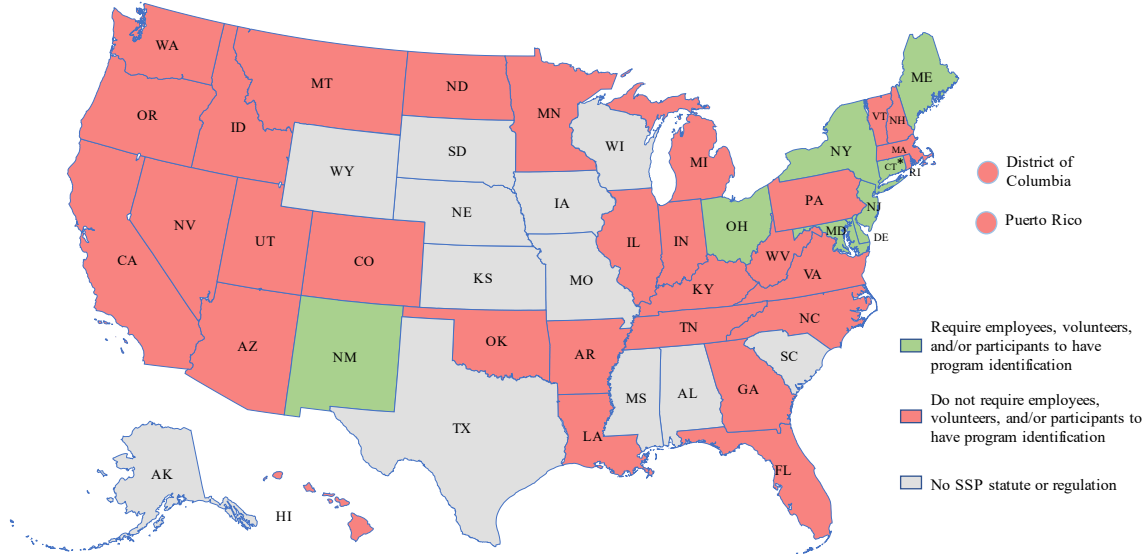 WA
MT
ND
MN
ME
OR
ID
SD
WI
VT
NH
NY
MA
MI
WY
CT*
RI
District of
Columbia
IA
PA
NE
NJ
Puerto Rico
NV
OH
UT
IL
IN
MD
DE
CA
CO
KS
MO
WV
VA
KY
NC
TN
AZ
NM
OK
AR
SC
Require employees, volunteers,
and/or participants to have
program identification
GA
MS
AL
Do not require employees,
volunteers, and/or participants to
have program identification
TX
LA
FL
AK
No SSP statute or regulation
HI